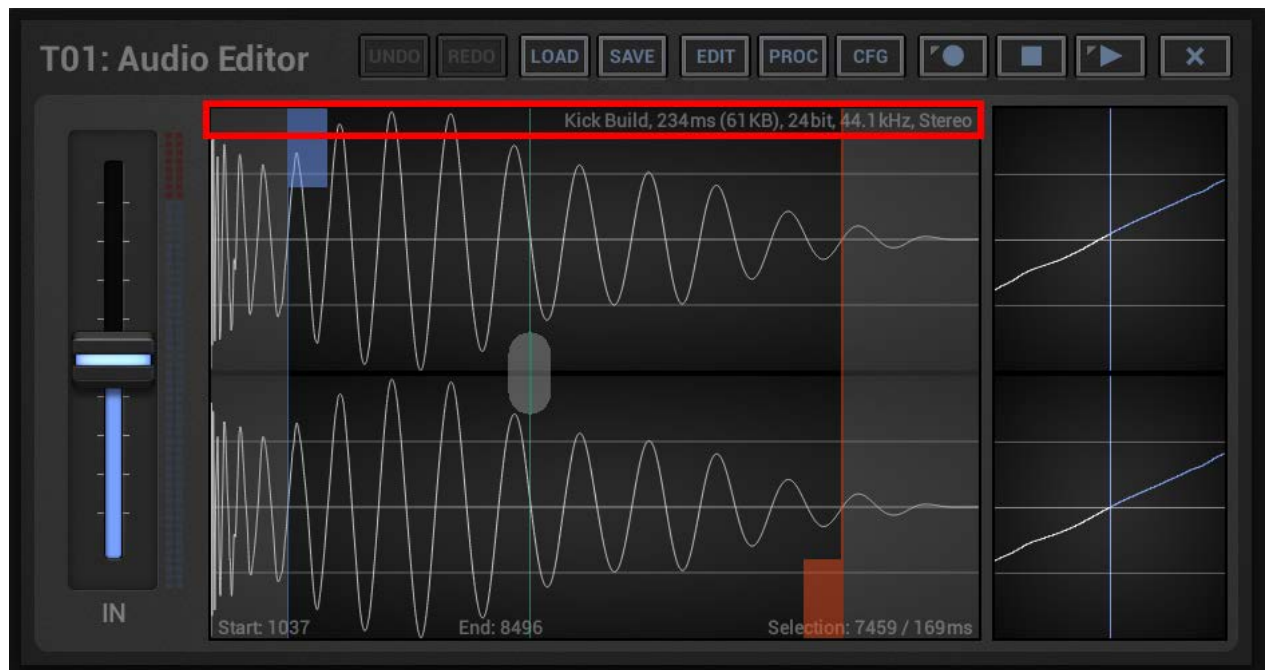 T01: Audio Editor
UNDO REDO LOAD SAVE EDIT PROC CFG
Kick Build, 234ms (61KB), 24bit, 44.1kHz, Stereo
IN
Start: 1037 End: 8496 Selection: 7459 / 169ms